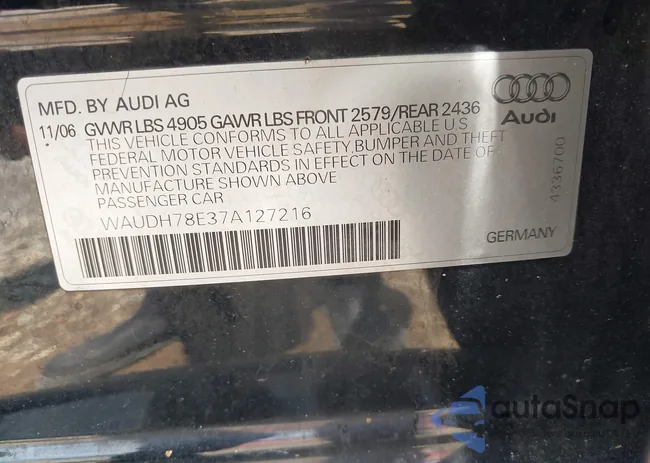 MFD. BY AUDI AG
11/06 GVWR LBS 4905 GAWR LBS FRONT 2579/REAR 2436
THIS VEHICLE CONFORMS TO ALL APPLICABLE U.S
FEDERAL MOTOR VEHICLE SAFETY, BUMPER AND THEFT
PREVENTION STANDARDS IN EFFECT ON THE DATE OF
MANUFACTURE SHOWN ABOVE
PASSENGER CAR
WAUDH78E37A127216
Audi
4336700
GERMANY
autaSnap